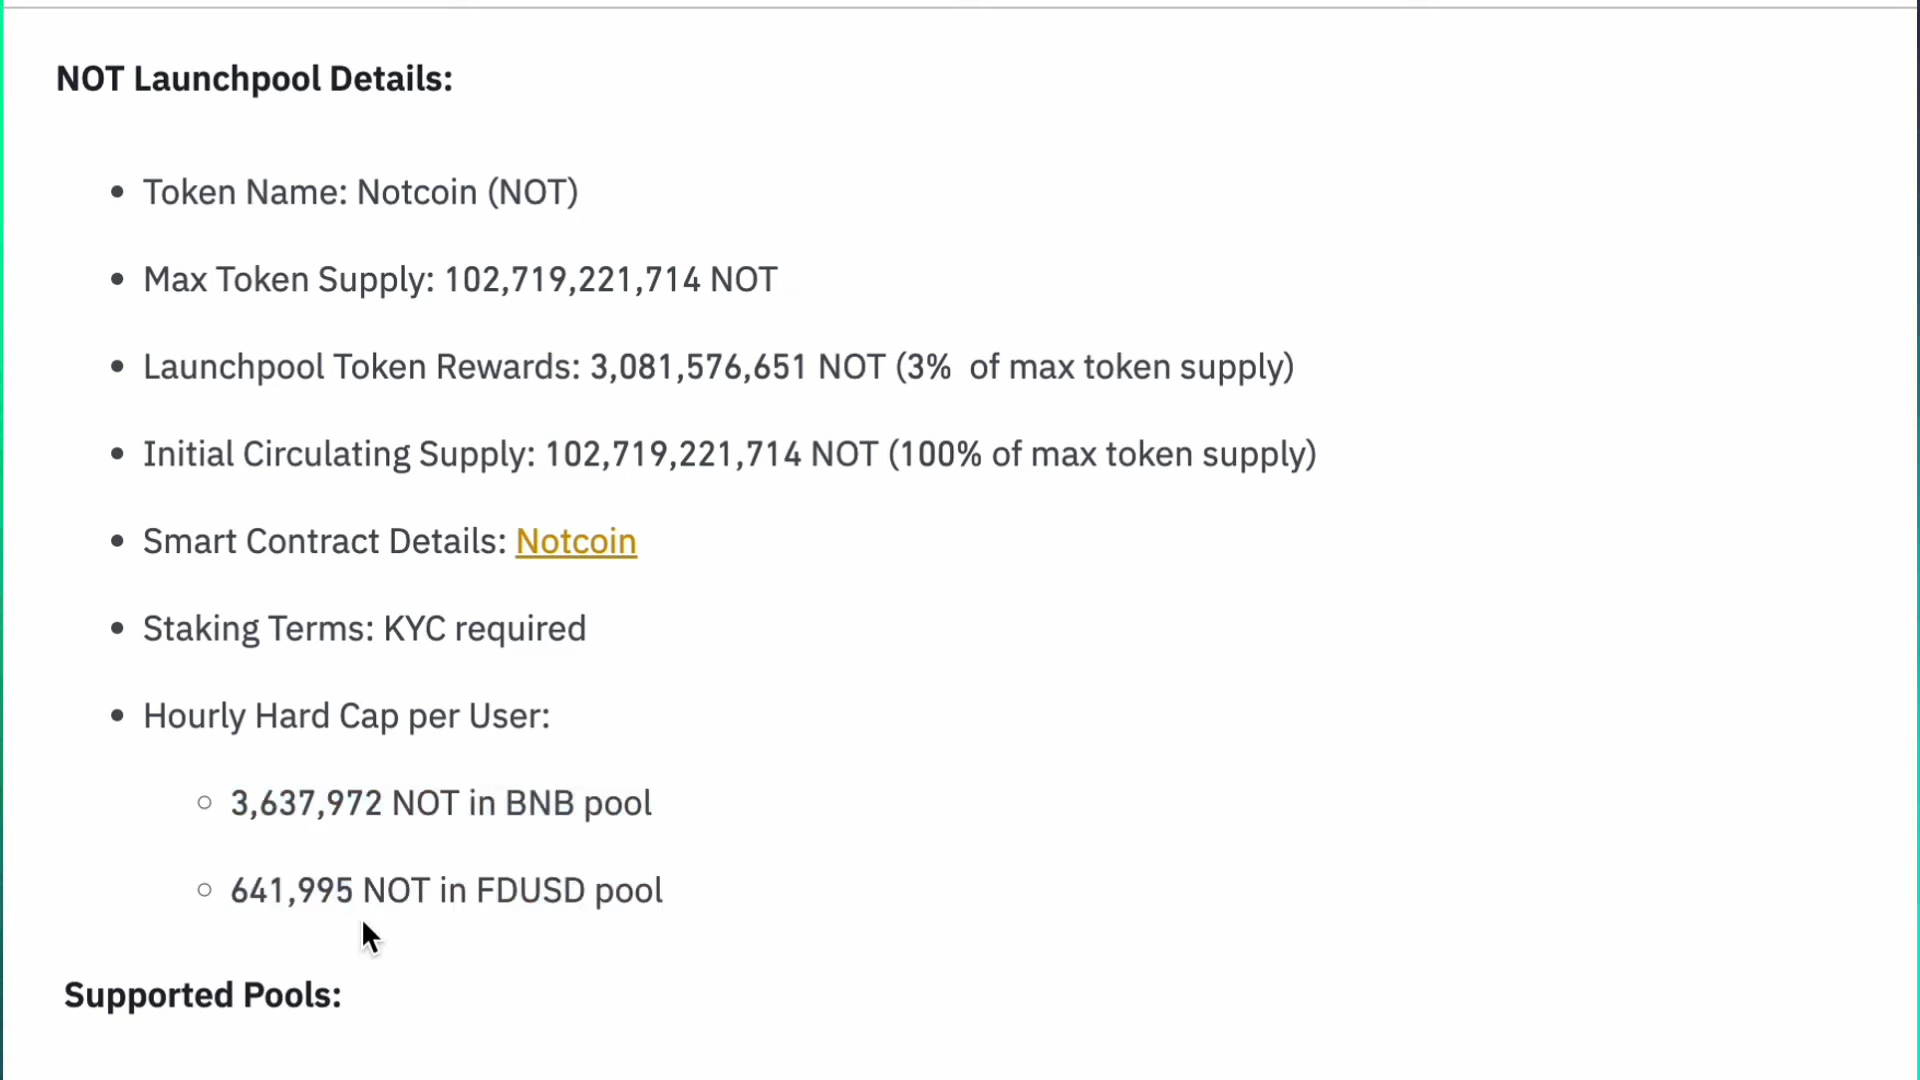 NOT Launchpool Details:
• Token Name: Notcoin (NOT)
• Max Token Supply: 102,719,221,714 NOT
• Launchpool Token Rewards: 3,081,576,651 NOT (3%  of max token supply)
• Initial Circulating Supply: 102,719,221,714 NOT (100% of max token supply)
• Smart Contract Details: Notcoin
• Staking Terms: KYC required
• Hourly Hard Cap per User:
○ 3,637,972 NOT in BNB pool
○ 641,995 NOT in FDUSD pool
Supported Pools: